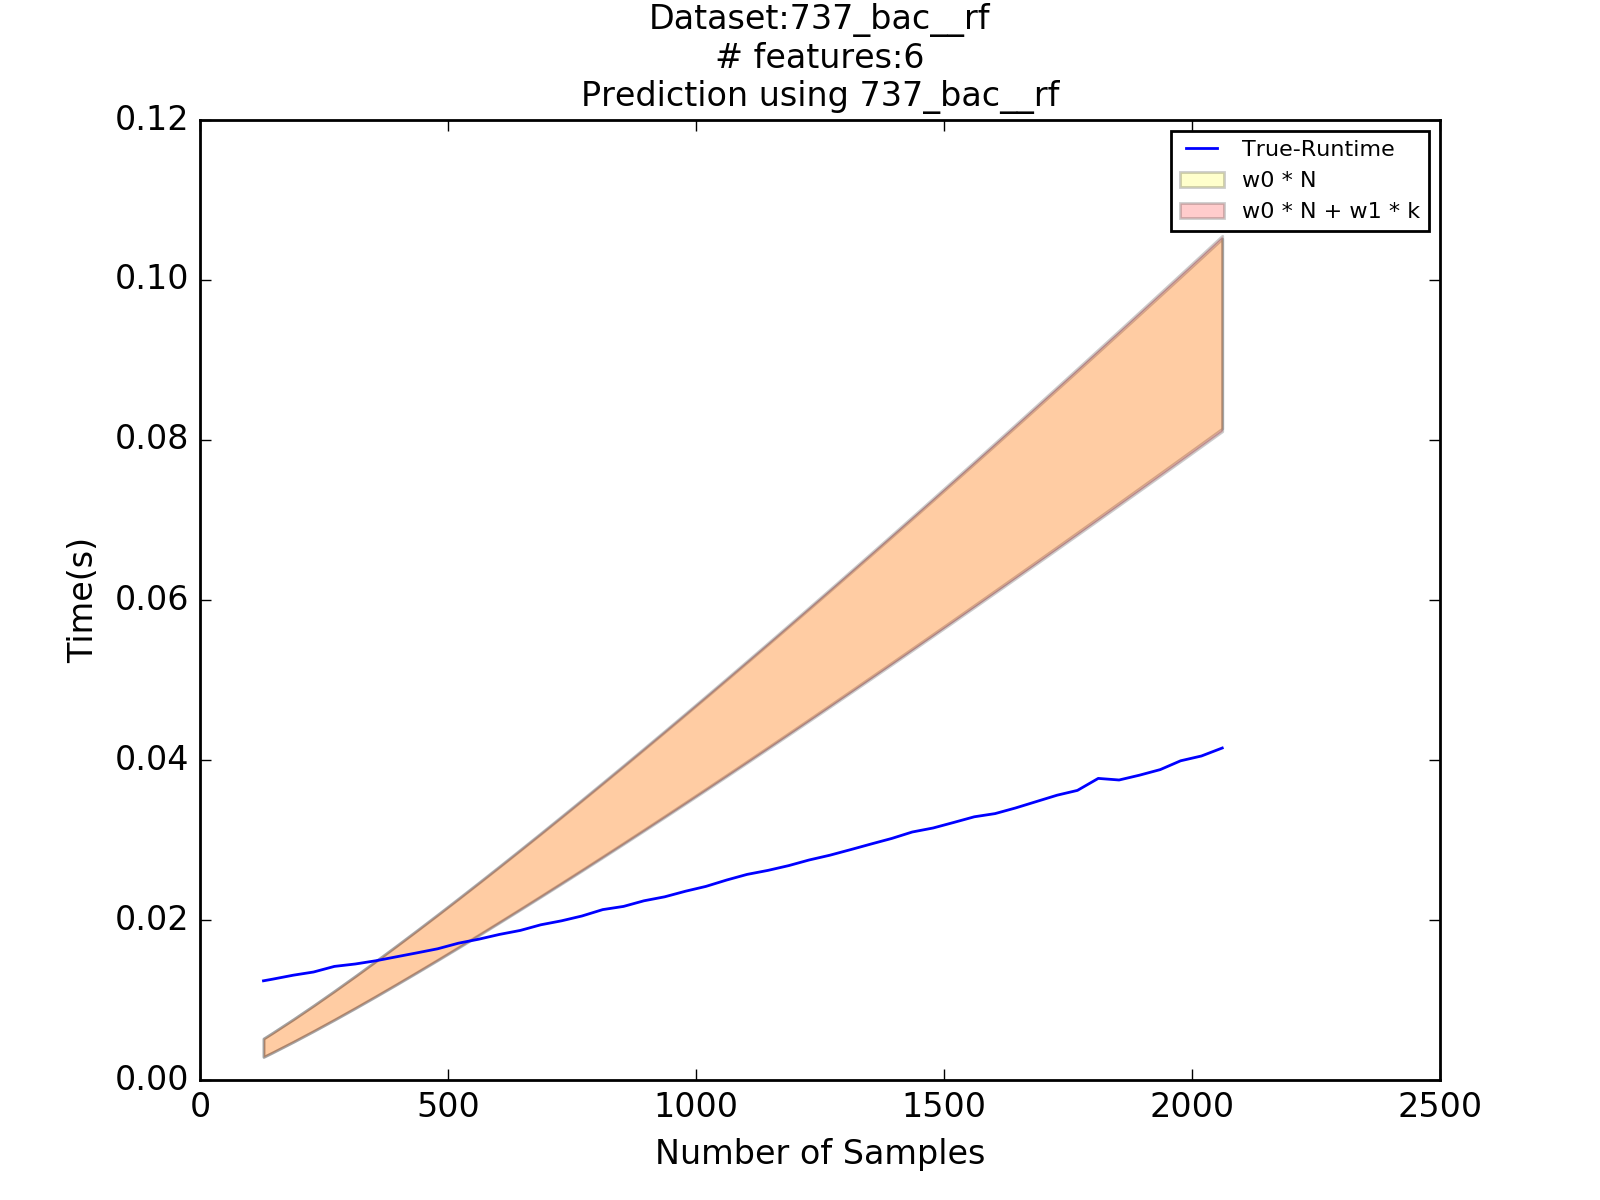 Dataset:737_bac__rf
# features:6
Prediction using 737_bac__rf
0.12
0.10
0.08
0.06
0.04
0.02
0.00
Time(s)
True-Runtime
w0 * N
w0 * N + w1 * k
0 500 1000 1500 2000 2500
Number of Samples